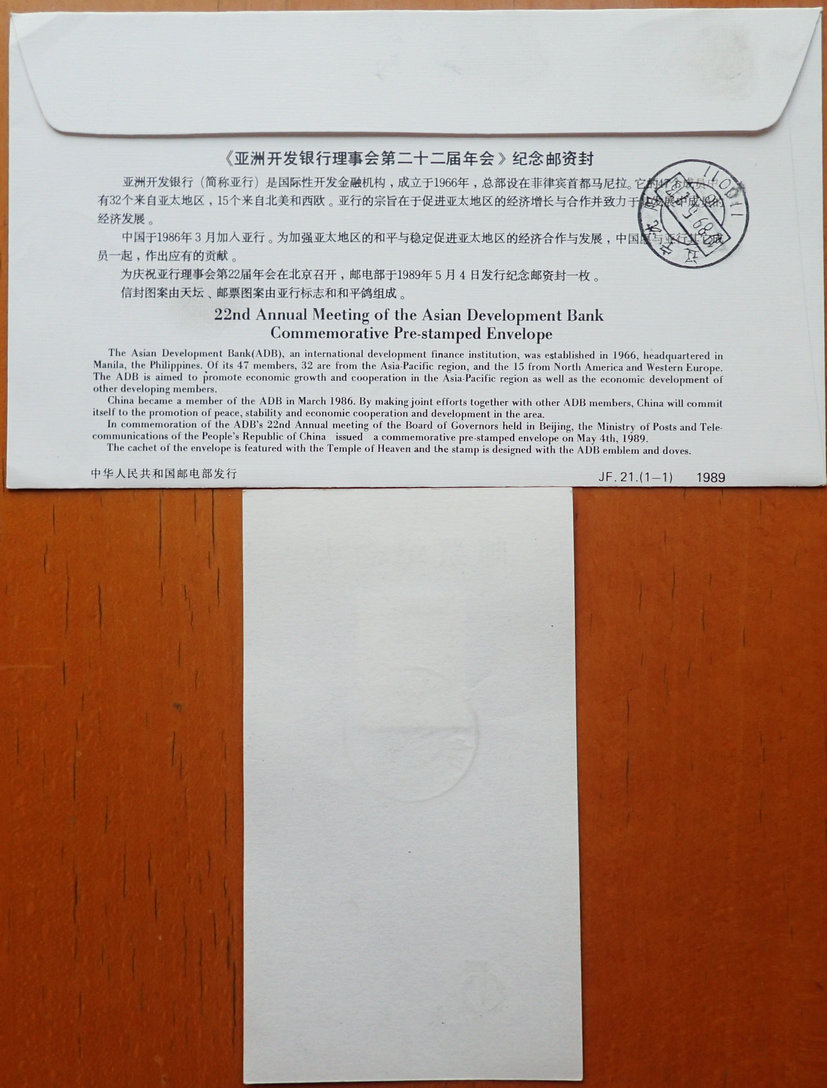 《亚洲开发银行理事会第二十二届年会》纪念邮资封
亚洲开发银行（简称亚行）是国际性开发金融机构，成立于1966年，总部设在菲律宾首都马尼拉。它的47个成员中，
有32个来自亚太地区，15个来自北美和西欧。亚行的宗旨在于促进亚太地区的经济增长与合作并致力于
经济发展。
中国于1986年3月加入亚行。为加强亚太地区的和平与稳定促进亚太地区的经济合作与发展，中国愿与亚行其它成
员一起，作出应有的贡献。
为庆祝亚行理事会第22届年会在北京召开，邮电部于1989年5月4日发行纪念邮资封一枚。
信封图案由天坛、邮票图案由亚行标志和和平鸽组成。
22nd Annual Meeting of the Asian Development Bank
Commemorative Pre-stamped Envelope
The Asian Development Bank(ADB), an international development finance institution, was established in 1966, headquartered in
Manila, the Philippines. Of its 47 members, 32 are from the Asia-Pacific region, and the 15 from North America and Western Europe.
The ADB is aimed to promote economic growth and cooperation in the Asia-Pacific region as well as the economic development of
other developing members.
China became a member of the ADB in March 1986. By making joint efforts together with other ADB members, China will commit
itself to the promotion of peace, stability and economic cooperation and development in the area.
In commemoration of the ADB's 22nd Annual meeting of the Board of Governors held in Beijing, the Ministry of Posts and Tele-
communications of the People's Republic of China issued a commemorative pre-stamped envelope on May 4th, 1989.
The cachet of the envelope is featured with the Temple of Heaven and the stamp is designed with the ADB emblem and doves.
中华人民共和国邮电部发行
JF.21.(1-1) 1989